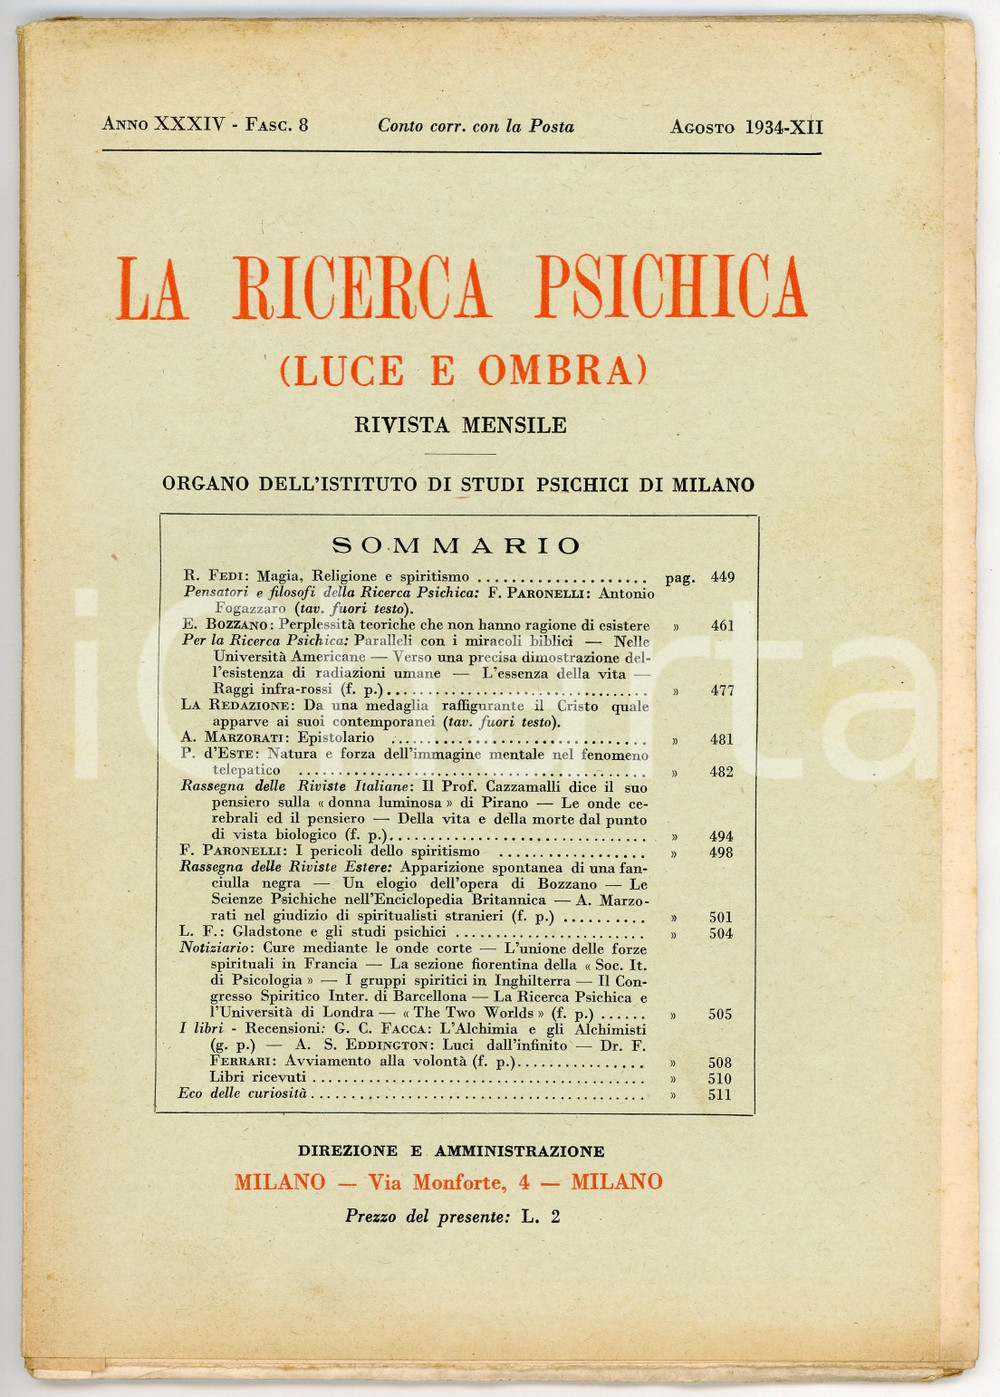 ANNO XXXIV - FASC. 8 Conto corr. con la Posta AGOSTO 1934-XII
LA RICERCA PSICHICA
(LUCE E OMBRA)
RIVISTA MENSILE
ORGANO DELL'ISTITUTO DI STUDI PSICHICI DI MILANO
SOMMARIO
R. FEDI: Magia, Religione e spiritismo .................... pag. 449
Pensatori e filosofi della Ricerca Psichica: F. PARONELLI: Antonio
Fogazzaro (tav. fuori testo).
E. BOZZANO: Perplessità teoriche che non hanno ragione di esistere » 461
Per la Ricerca Psichica: Paralleli con i miracoli biblici — Nelle
Università Americane — Verso una precisa dimostrazione del-
l'esistenza di radiazioni umane — L'essenza della vita —
Raggi infra-rossi (f. p.)............................... » 477
LA REDAZIONE: Da una medaglia raffigurante il Cristo quale
apparve ai suoi contemporanei (tav. fuori testo).
A. MARZORATI: Epistolario .............................. » 481
P. D'ESTE: Natura e forza dell'immagine mentale nel fenomeno
telepatico ......................................... » 482
Rassegna delle Riviste Italiane: Il Prof. Cazzamalli dice il suo
pensiero sulla « donna luminosa » di Pirano — Le onde ce-
rebrali ed il pensiero — Della vita e della morte dal punto
di vista biologico (f. p.)............................... » 494
F. PARONELLI: I pericoli dello spiritismo .................. » 498
Rassegna delle Riviste Estere: Apparizione spontanea di una fan-
ciulla negra — Un elogio dell'opera di Bozzano — Le
Scienze Psichiche nell'Enciclopedia Britannica — A. Marzo-
rati nel giudizio di spiritualisti stranieri (f. p.) .......... » 501
L. F.: Gladstone e gli studi psichici ....................... » 504
Notiziario: Cure mediante le onde corte — L'unione delle forze
spirituali in Francia — La sezione fiorentina della « Soc. It.
di Psicologia » — I gruppi spiritici in Inghilterra — Il Con-
gresso Spiritico Inter. di Barcellona — La Ricerca Psichica e
l'Università di Londra — « The Two Worlds » (f. p.) ...... » 505
I libri - Recensioni: G. C. FACCA: L'Alchimia e gli Alchimisti
(g. p.) — A. S. EDDINGTON: Luci dall'infinito — Dr. F.
FERRARI: Avviamento alla volontà (f. p.)............... » 508
Libri ricevuti ....................................... » 510
Eco delle curiosità....................................... » 511
DIREZIONE E AMMINISTRAZIONE
MILANO — Via Monforte, 4 — MILANO
Prezzo del presente: L. 2
iCharta